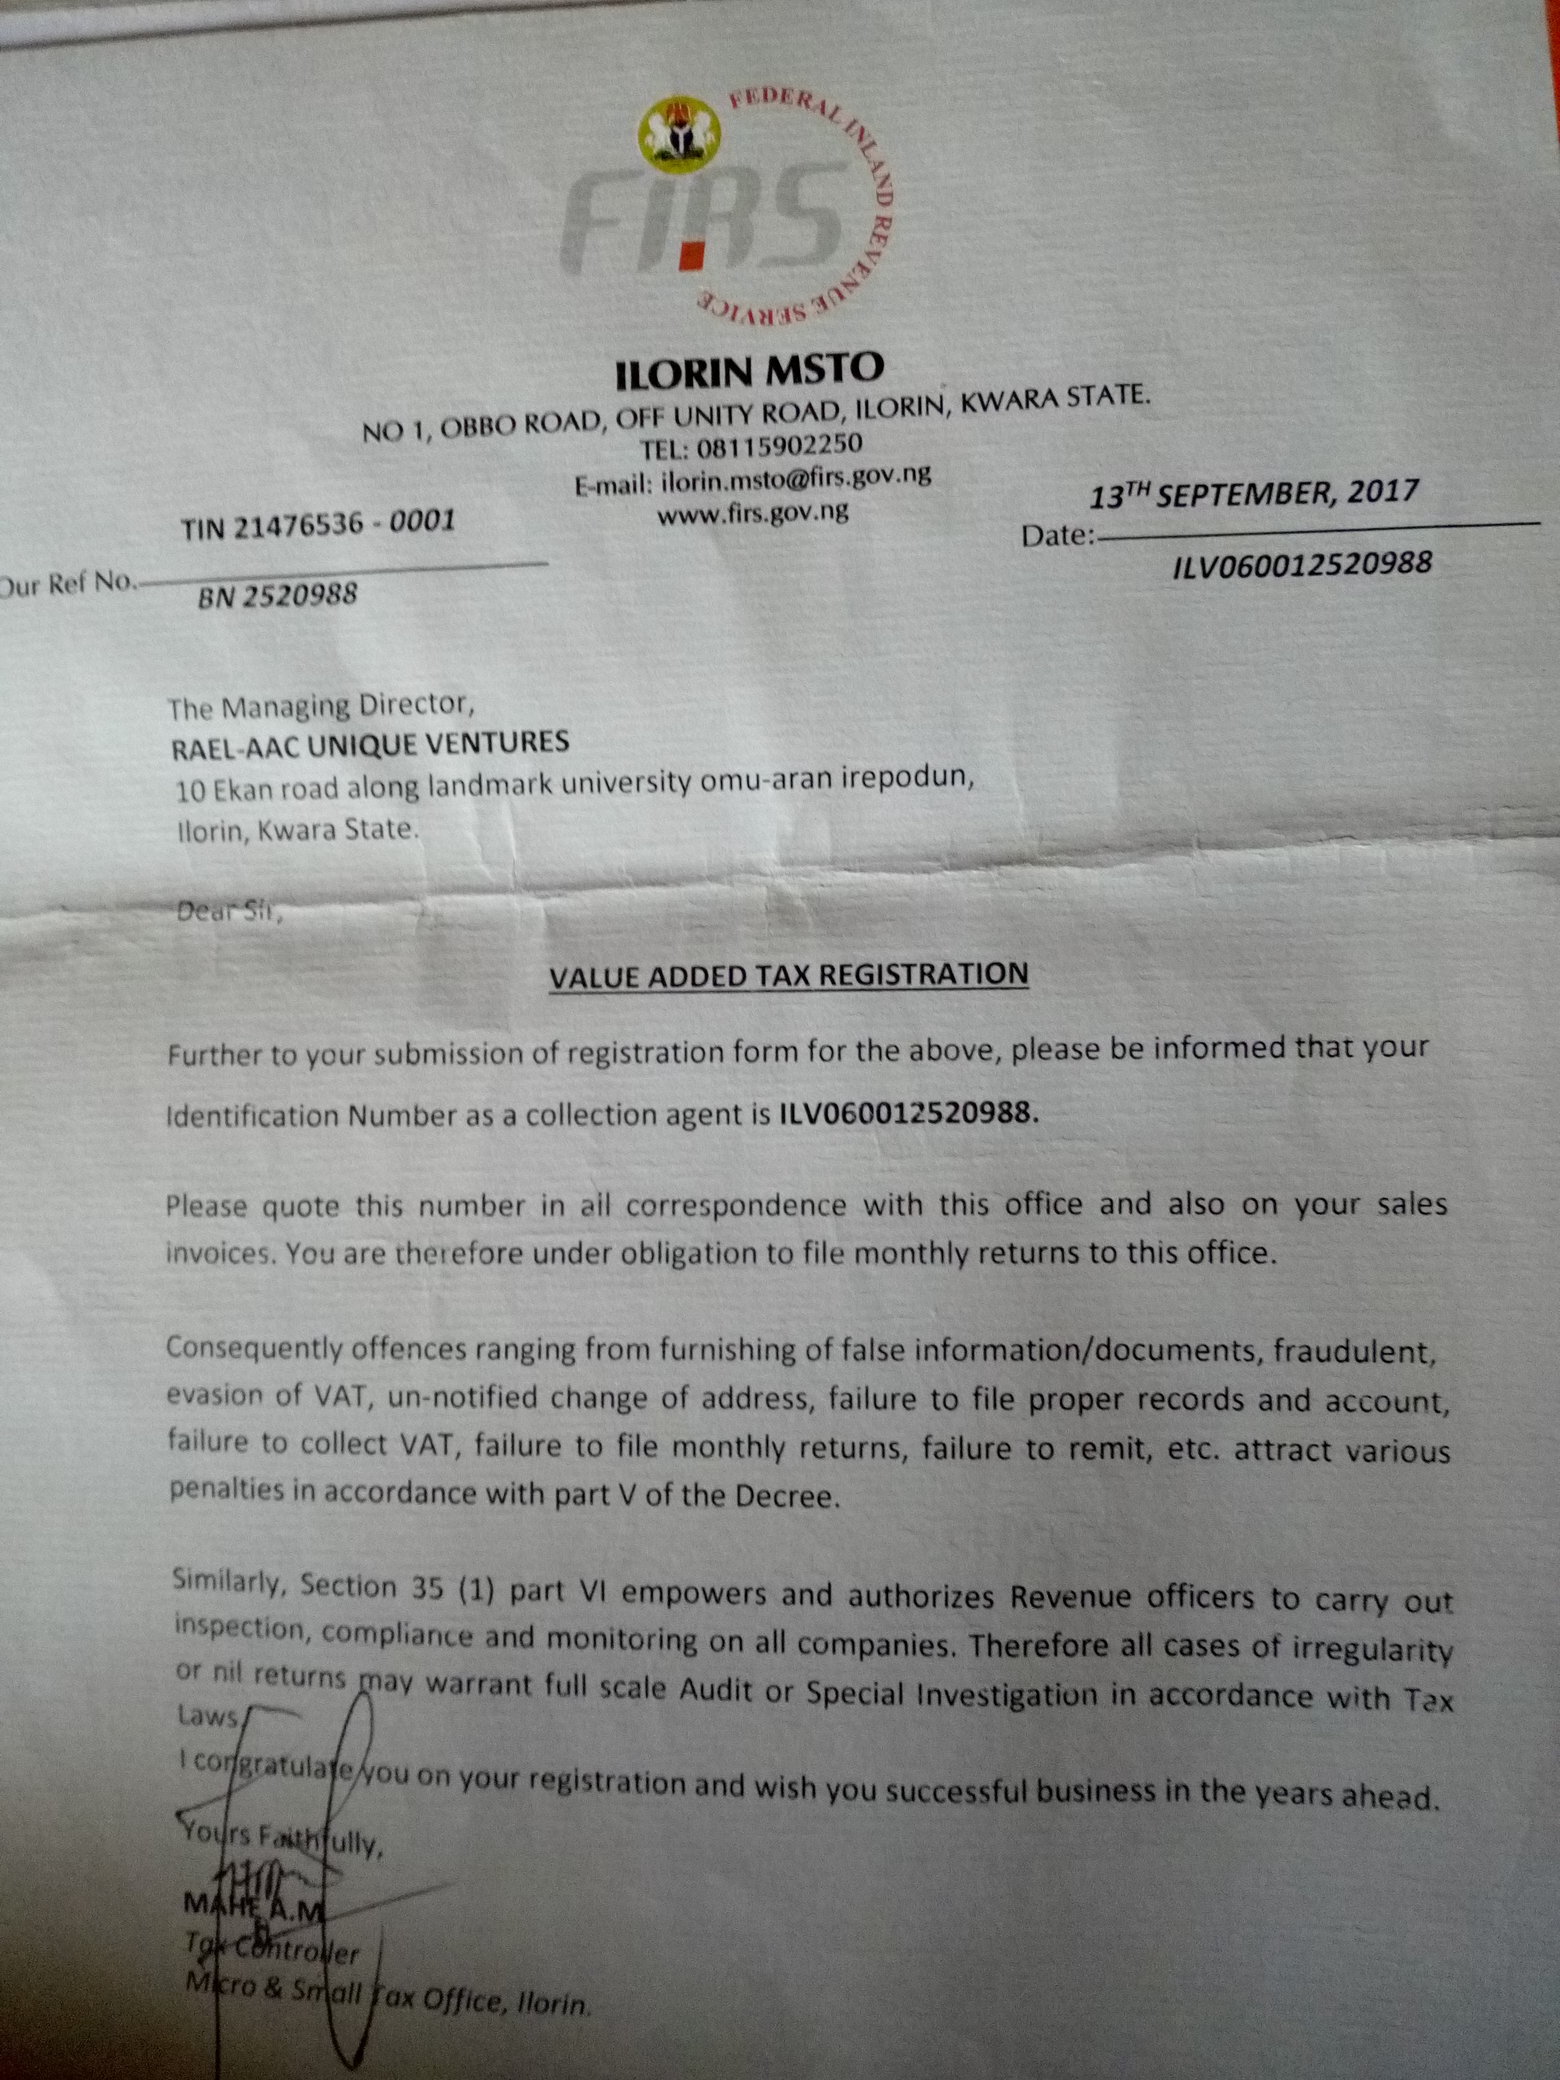 FEDERAL INLAND REVENUE SERVICE
FIRS
ILORIN MSTO
NO 1, OBBO ROAD, OFF UNITY ROAD, ILORIN, KWARA STATE.
TEL: 08115902250
E-mail: ilorin.msto@firs.gov.ng
www.firs.gov.ng
TIN 21476536 - 0001
Our Ref No.
BN 2520988
13TH SEPTEMBER, 2017
Date:
ILV060012520988
The Managing Director,
RAEL-AAC UNIQUE VENTURES
10 Ekan road along landmark university omu-aran irepodun,
Ilorin, Kwara State.
Dear Sir,
VALUE ADDED TAX REGISTRATION
Further to your submission of registration form for the above, please be informed that your
Identification Number as a collection agent is ILV060012520988.
Please quote this number in all correspondence with this office and also on your sales
invoices. You are therefore under obligation to file monthly returns to this office.
Consequently offences ranging from furnishing of false information/documents, fraudulent,
evasion of VAT, un-notified change of address, failure to file proper records and account,
failure to collect VAT, failure to file monthly returns, failure to remit, etc. attract various
penalties in accordance with part V of the Decree.
Similarly, Section 35 (1) part VI empowers and authorizes Revenue officers to carry out
inspection, compliance and monitoring on all companies. Therefore all cases of irregularity
or nil returns may warrant full scale Audit or Special Investigation in accordance with Tax
Laws
I congratulate you on your registration and wish you successful business in the years ahead.
Yours Faithfully,
MAHE A.M
Tax Controller
Micro & Small Tax Office, Ilorin.